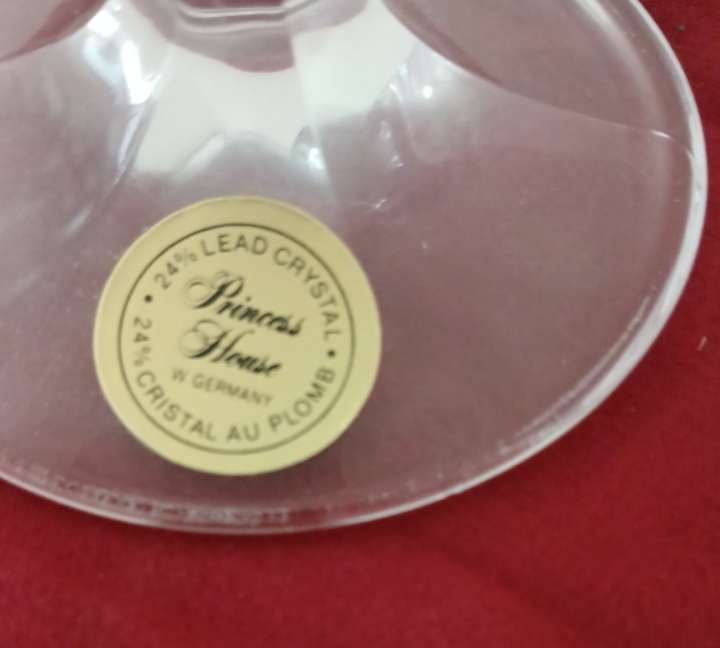 24% LEAD CRYSTAL
Princess
House
W GERMANY
24% CRISTAL AU PLOMB